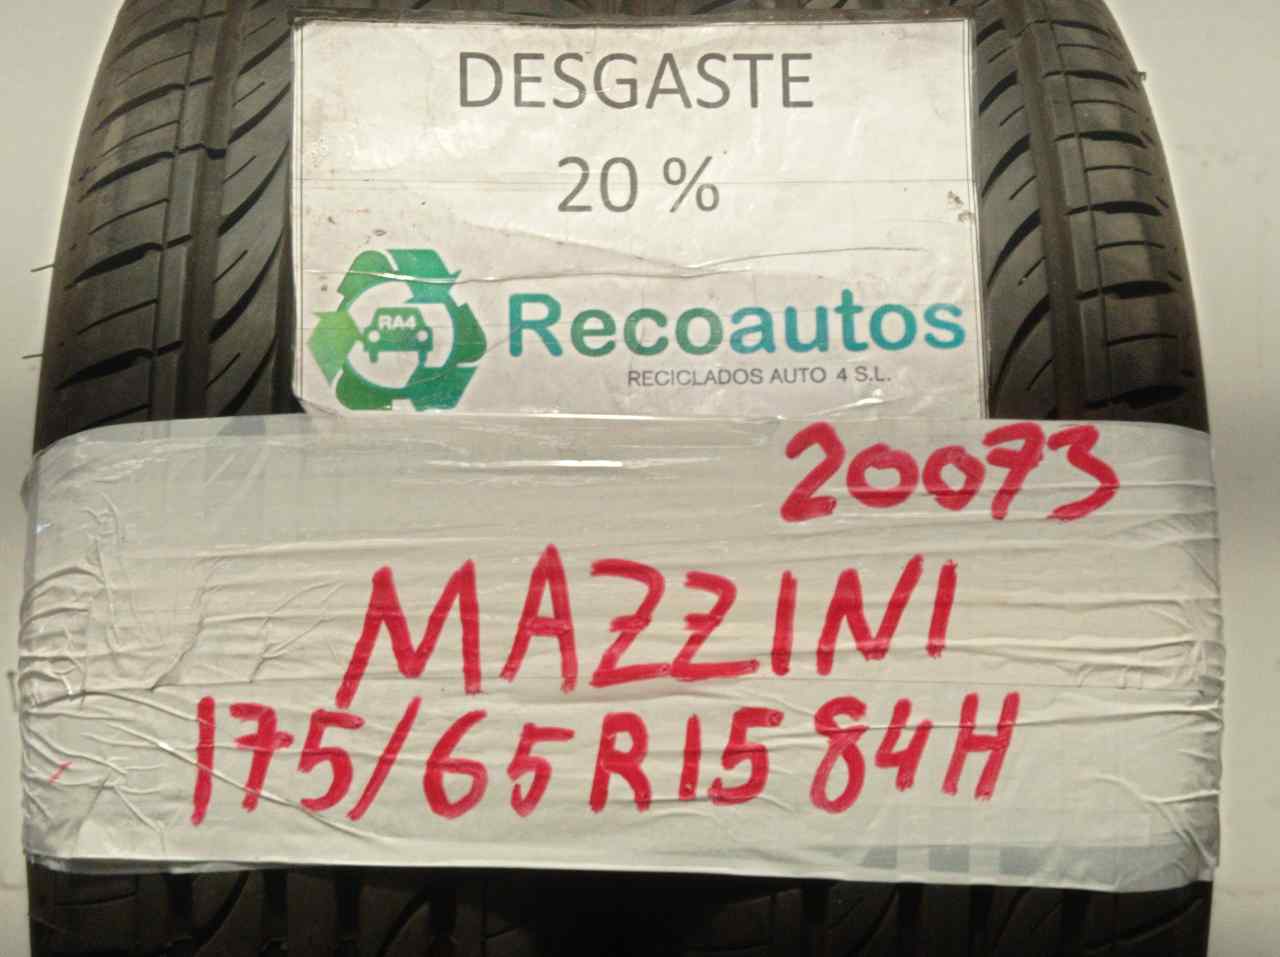 DESGASTE
20 %
RA4
Recoautos
RECICLADOS AUTO 4 S.L.
20073
MAZZINI
175/65R15 84H